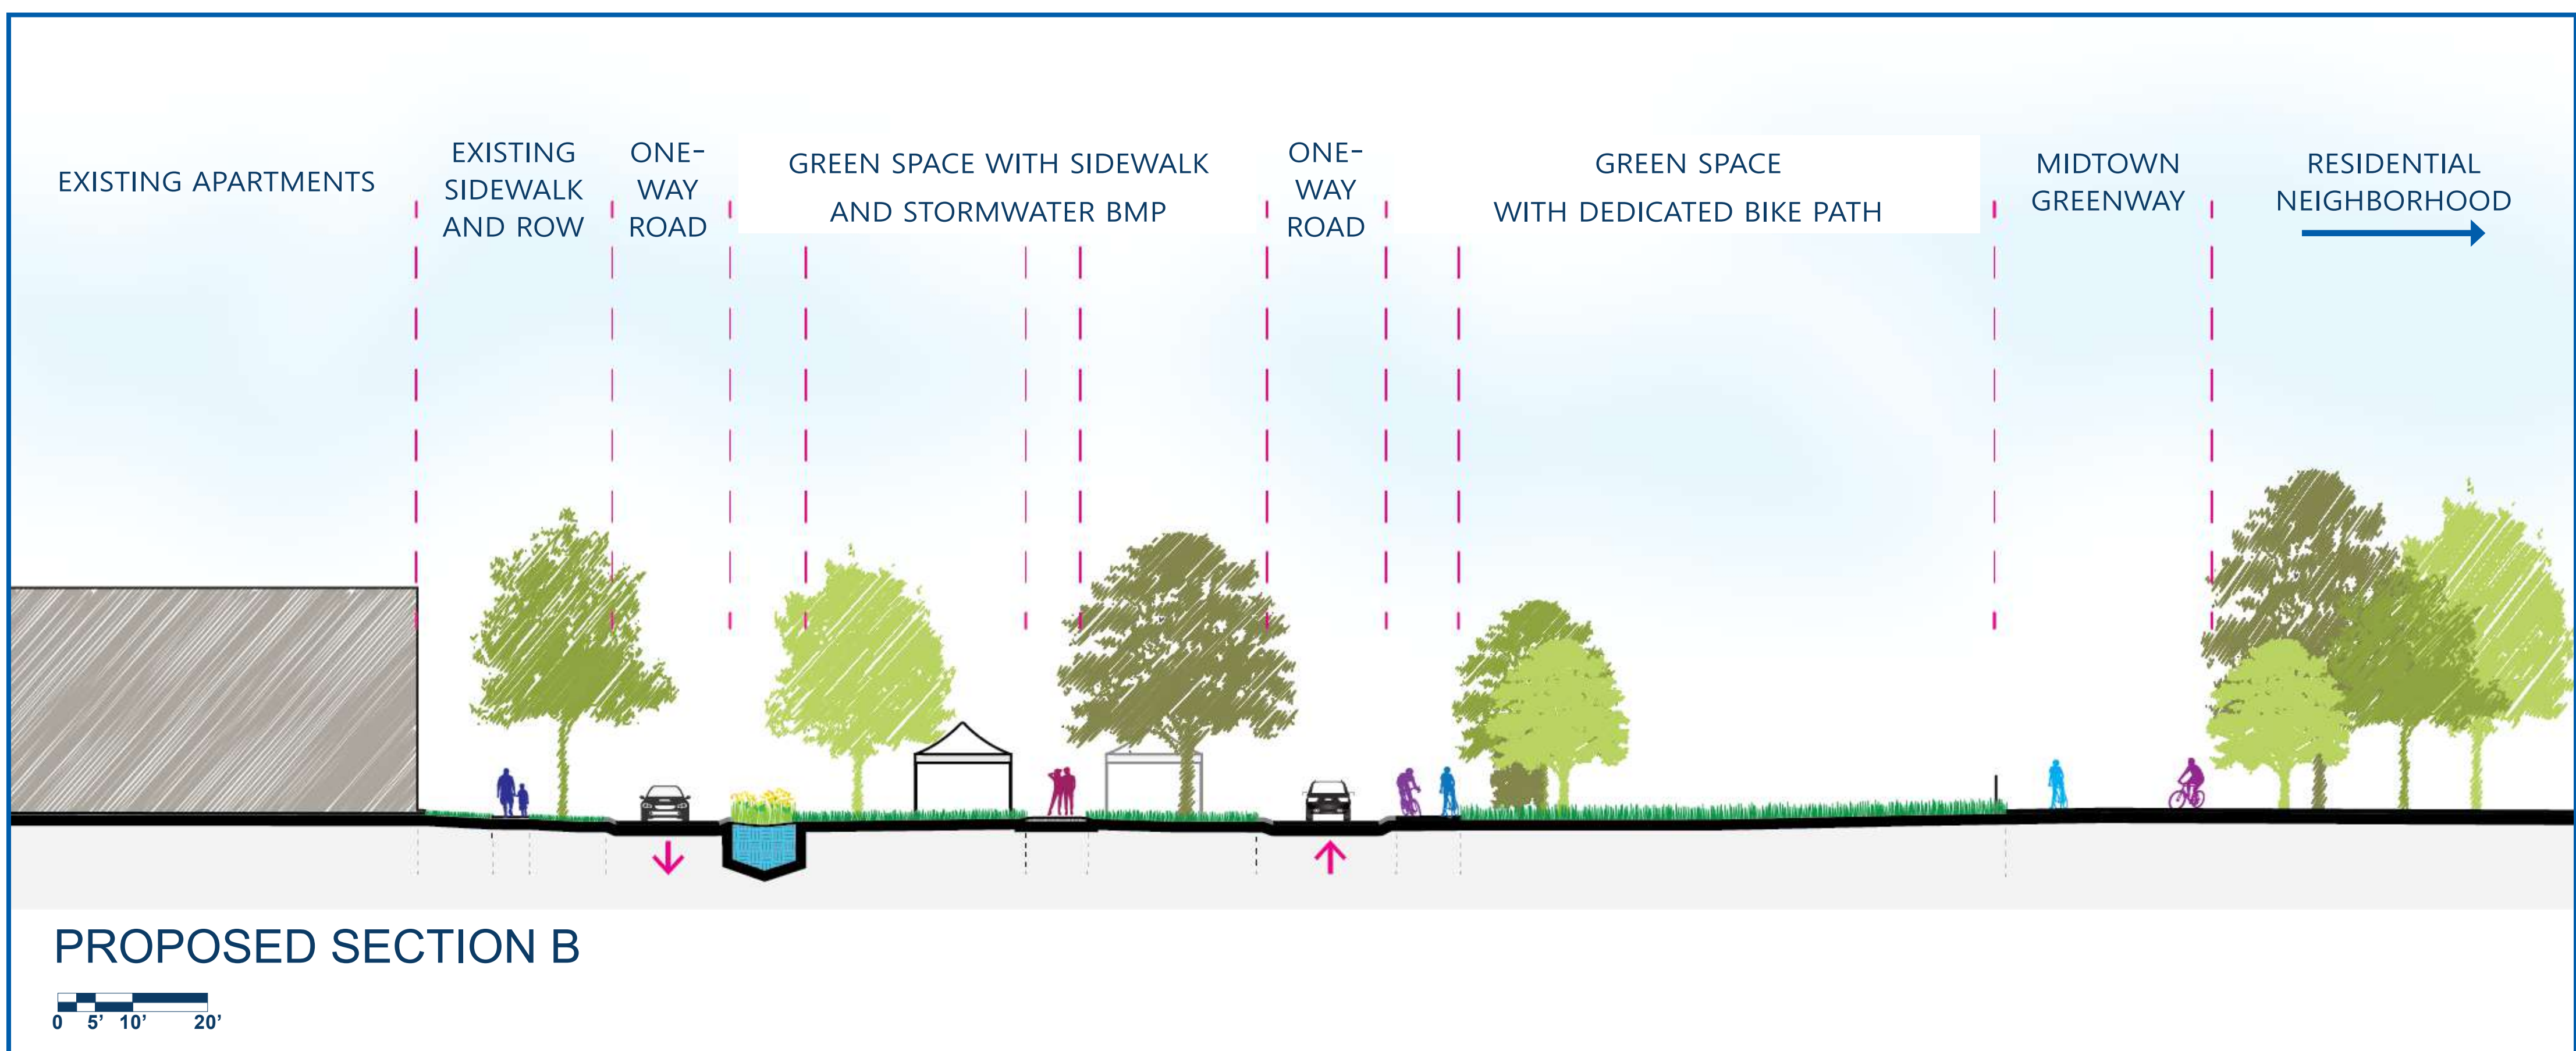 EXISTING APARTMENTS
EXISTING
SIDEWALK
AND ROW
ONE-
WAY
ROAD
GREEN SPACE WITH SIDEWALK
AND STORMWATER BMP
ONE-
WAY
ROAD
GREEN SPACE
WITH DEDICATED BIKE PATH
MIDTOWN
GREENWAY
RESIDENTIAL
NEIGHBORHOOD
PROPOSED SECTION B
0 5’ 10’ 20’